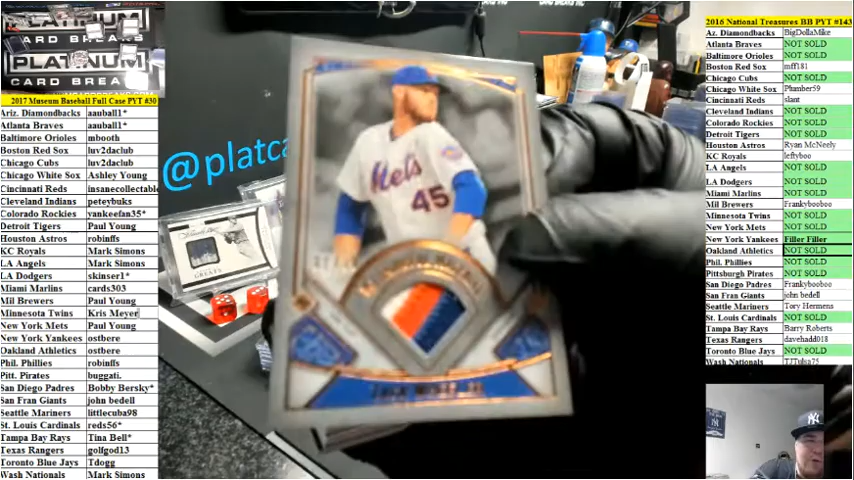 PLATINUM
CARD BREAKS
PLATINUM
CARD BREAKS
2017 Museum Baseball Full Case PYT #30
Ariz. Diamondbacks aauball1*
Atlanta Braves aauball1*
Baltimore Orioles mbooth
Boston Red Sox luv2daclub
Chicago Cubs luv2daclub
Chicago White Sox Ashley Young
Cincinnati Reds insanecollectable
Cleveland Indians peteybuks
Colorado Rockies yankeefan35*
Detroit Tigers Paul Young
Houston Astros robinffs
KC Royals Mark Simons
LA Angels Mark Simons
LA Dodgers skinser1*
Miami Marlins cards303
Mil Brewers Paul Young
Minnesota Twins Kris Meyer
New York Mets Paul Young
New York Yankees ostbere
Oakland Athletics ostbere
Phil. Phillies robinffs
Pitt. Pirates buggati.
San Diego Padres Bobby Bersky*
San Fran Giants john bedell
Seattle Mariners littlecuba98
St. Louis Cardinals reds56*
Tampa Bay Rays Tina Bell*
Texas Rangers golfgod13
Toronto Blue Jays Tdogg
Wash Nationals Mark Simons
@platca
GREATS
Mets
45
2016 National Treasures BB PYT #143
Az. Diamondbacks BigDollaMike
Atlanta Braves NOT SOLD
Baltimore Orioles NOT SOLD
Boston Red Sox mff181
Chicago Cubs NOT SOLD
Chicago White Sox Plumber59
Cincinnati Reds slant
Cleveland Indians NOT SOLD
Colorado Rockies NOT SOLD
Detroit Tigers NOT SOLD
Houston Astros Ryan McNeely
KC Royals leftyboo
LA Angels NOT SOLD
LA Dodgers NOT SOLD
Miami Marlins NOT SOLD
Mil Brewers Frankybooboo
Minnesota Twins NOT SOLD
New York Mets NOT SOLD
New York Yankees Filler Filler
Oakland Athletics NOT SOLD
Phil. Phillies NOT SOLD
Pittsburg Pirates NOT SOLD
San Diego Padres Frankybooboo
San Fran Giants john bedell
Seattle Mariners Tory Hermens
St. Louis Cardinals NOT SOLD
Tampa Bay Rays Barry Roberts
Texas Rangers davehadd018
Toronto Blue Jays NOT SOLD
Wash Nationals TJTulsa75